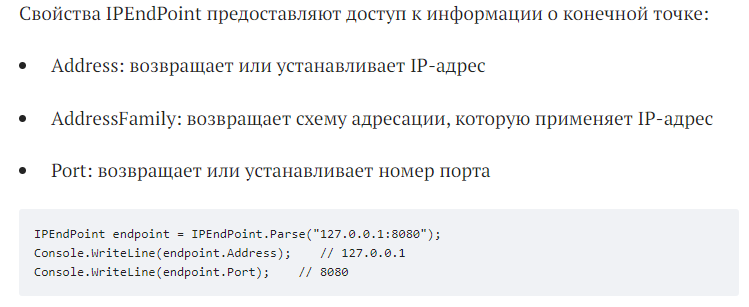 Свойства IPEndPoint предоставляют доступ к информации о конечной точке:
• Address: возвращает или устанавливает IP-адрес
• AddressFamily: возвращает схему адресации, которую применяет IP-адрес
• Port: возвращает или устанавливает номер порта
IPEndPoint endpoint = IPEndPoint.Parse("127.0.0.1:8080");
Console.WriteLine(endpoint.Address);    // 127.0.0.1
Console.WriteLine(endpoint.Port);    // 8080